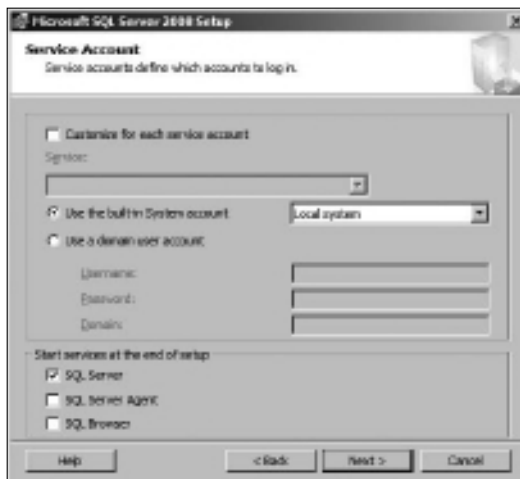 Microsoft SQL Server 2008 Setup
Service Account
Service accounts define which accounts to log in.
Customize for each service account
Service:
Use the built-in System account
Local system
Use a domain user account
Username:
Password:
Domain:
Start services at the end of setup
SQL Server
SQL Server Agent
SQL Browser
Help
< Back
Next >
Cancel